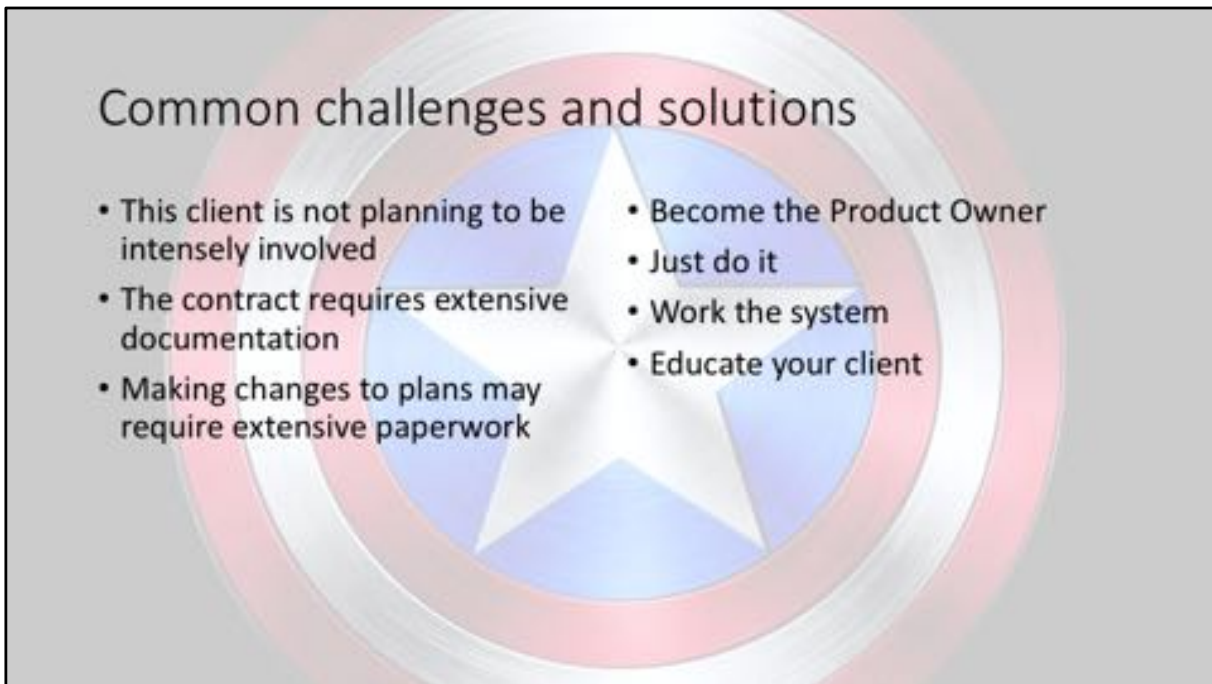 Common challenges and solutions
• This client is not planning to be
intensely involved
• The contract requires extensive
documentation
• Making changes to plans may
require extensive paperwork
• Become the Product Owner
• Just do it
• Work the system
• Educate your client